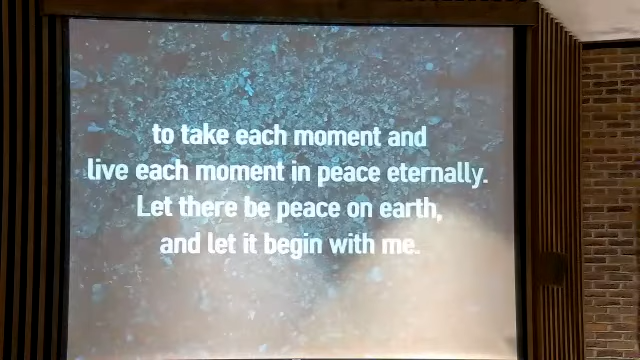 to take each moment and
live each moment in peace eternally.
Let there be peace on earth,
and let it begin with me.